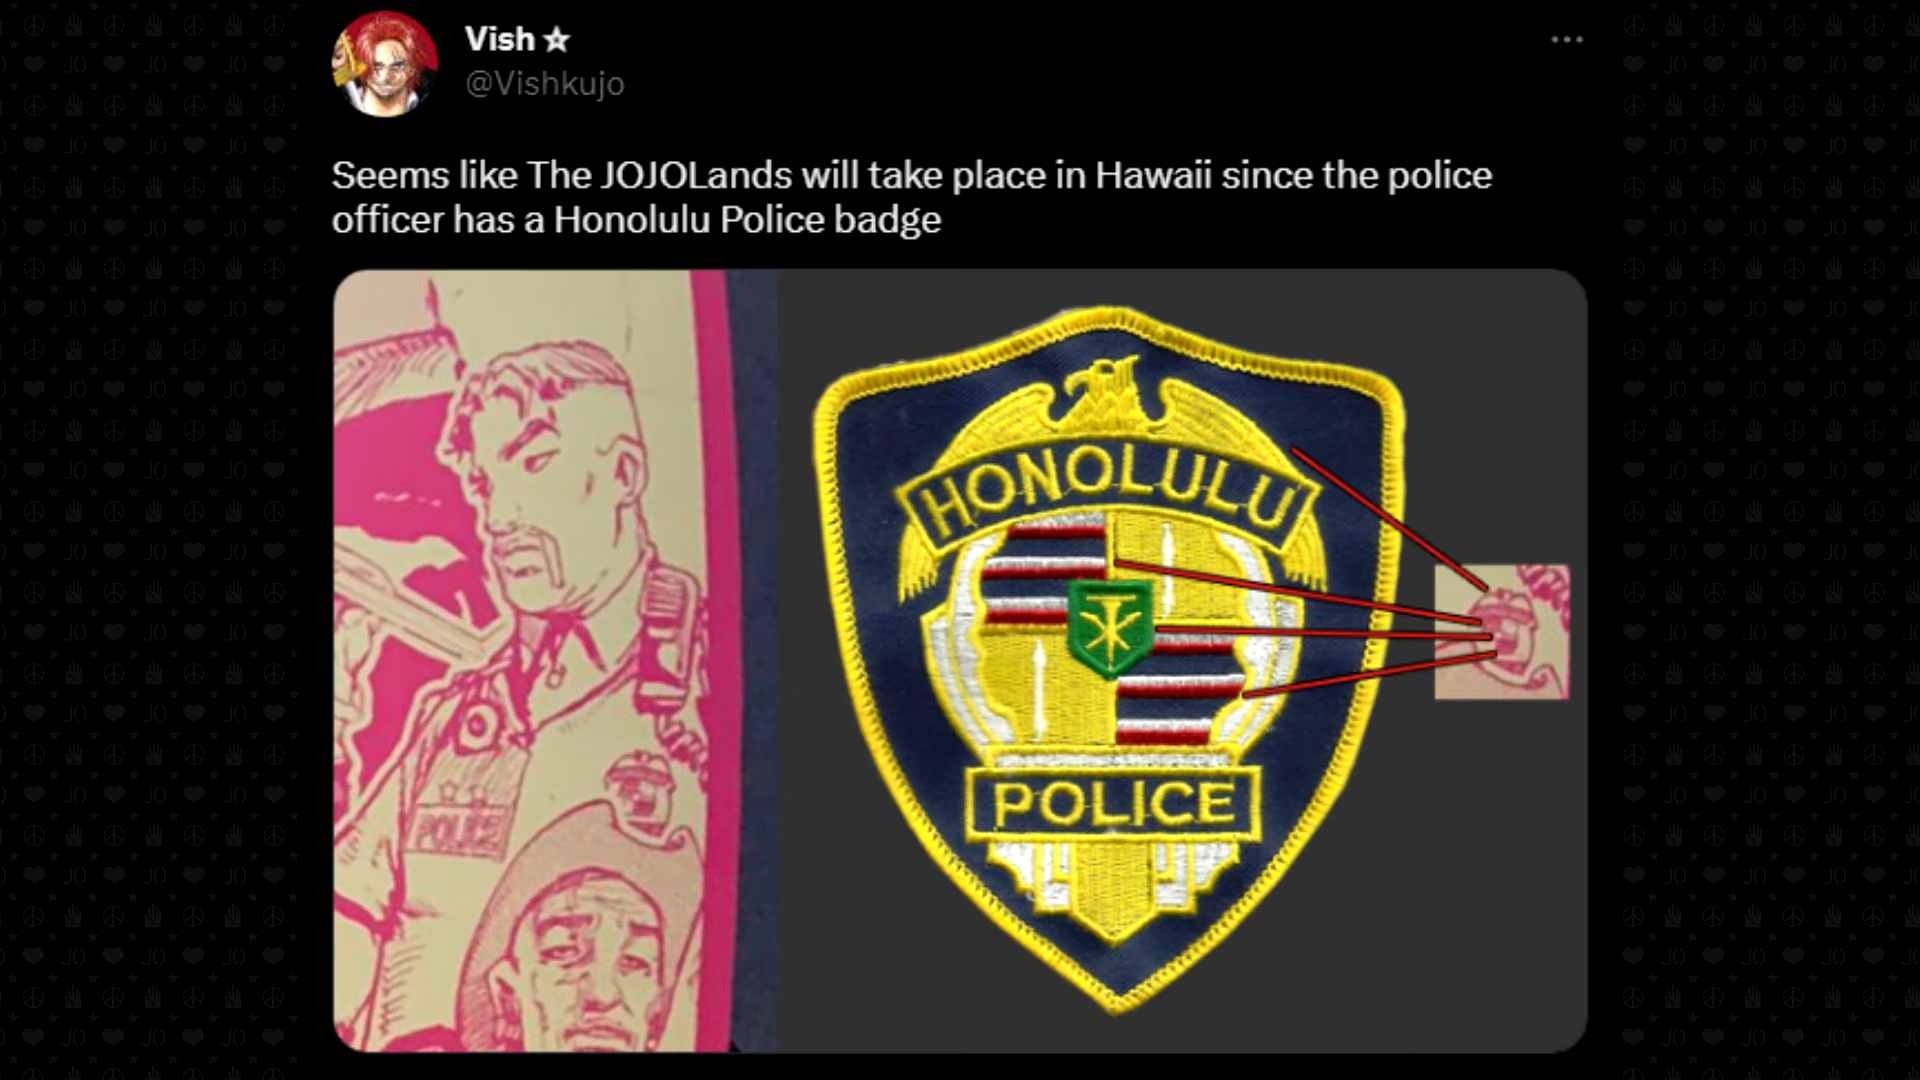 Vish ☆
@Vishkujo
Seems like The JOJOLands will take place in Hawaii since the police
officer has a Honolulu Police badge
POLICE
HONOLULU
POLICE